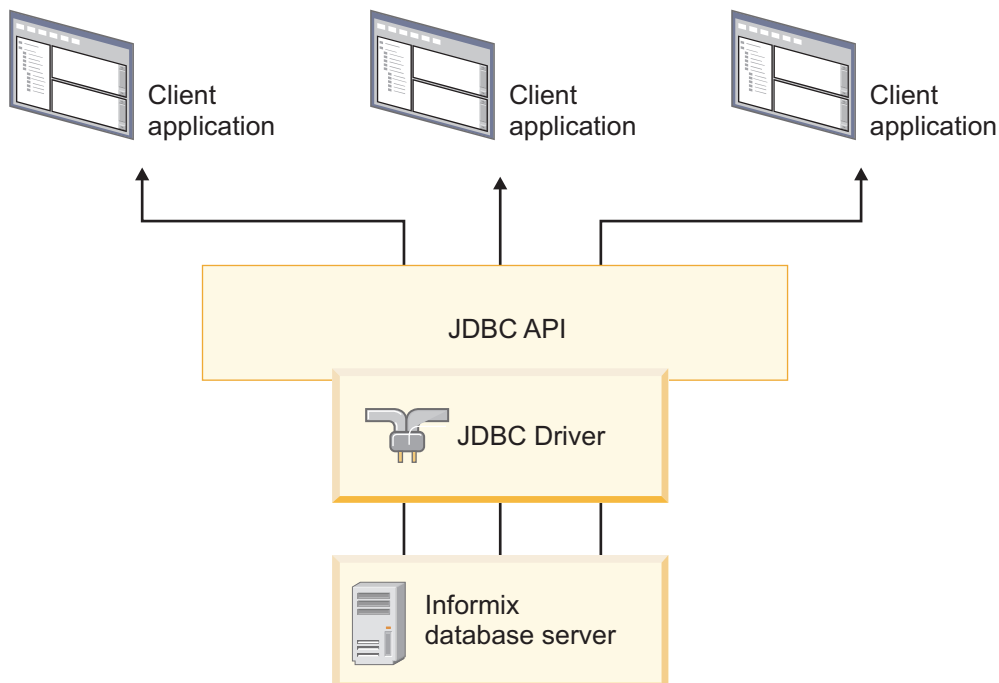 Client
application
Client
application
Client
application
JDBC API
JDBC Driver
Informix
database server